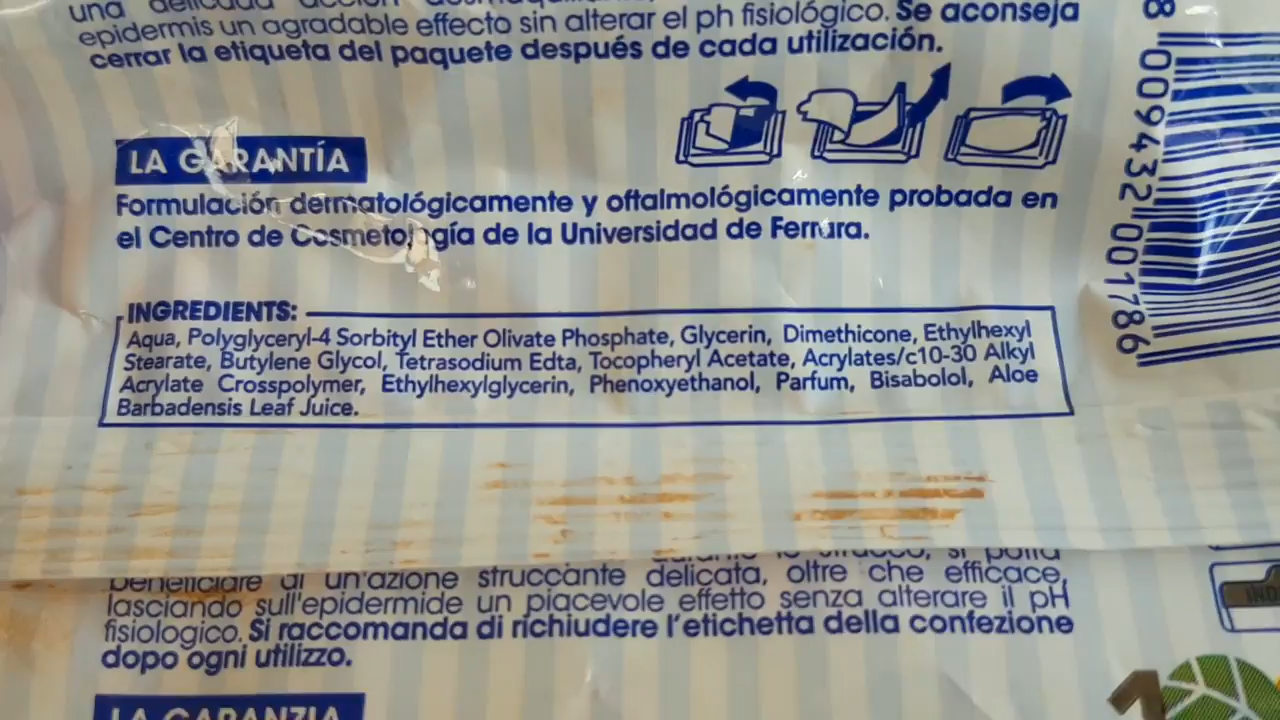 una delicada acción
epidermis un agradable effecto sin alterar el ph fisiológico. Se aconseja
cerrar la etiqueta del paquete después de cada utilización.
LA GARANTÍA
Formulación dermatológicamente y oftalmológicamente probada en
el Centro de Cosmetología de la Universidad de Ferrara.
INGREDIENTS:
Aqua, Polyglyceryl-4 Sorbityl Ether Olivate Phosphate, Glycerin, Dimethicone, Ethylhexyl
Stearate, Butylene Glycol, Tetrasodium Edta, Tocopheryl Acetate, Acrylates/c10-30 Alkyl
Acrylate Crosspolymer, Ethylhexylglycerin, Phenoxyethanol, Parfum, Bisabolol, Aloe
Barbadensis Leaf Juice.
8 009432 001786
si
beneficiare di un'azione struccante delicata, oltre che efficace,
lasciando sull'epidermide un piacevole effetto senza alterare il pH
fisiologico. Si raccomanda di richiudere l'etichetta della confezione
dopo ogni utilizzo.
LA GARANZIA